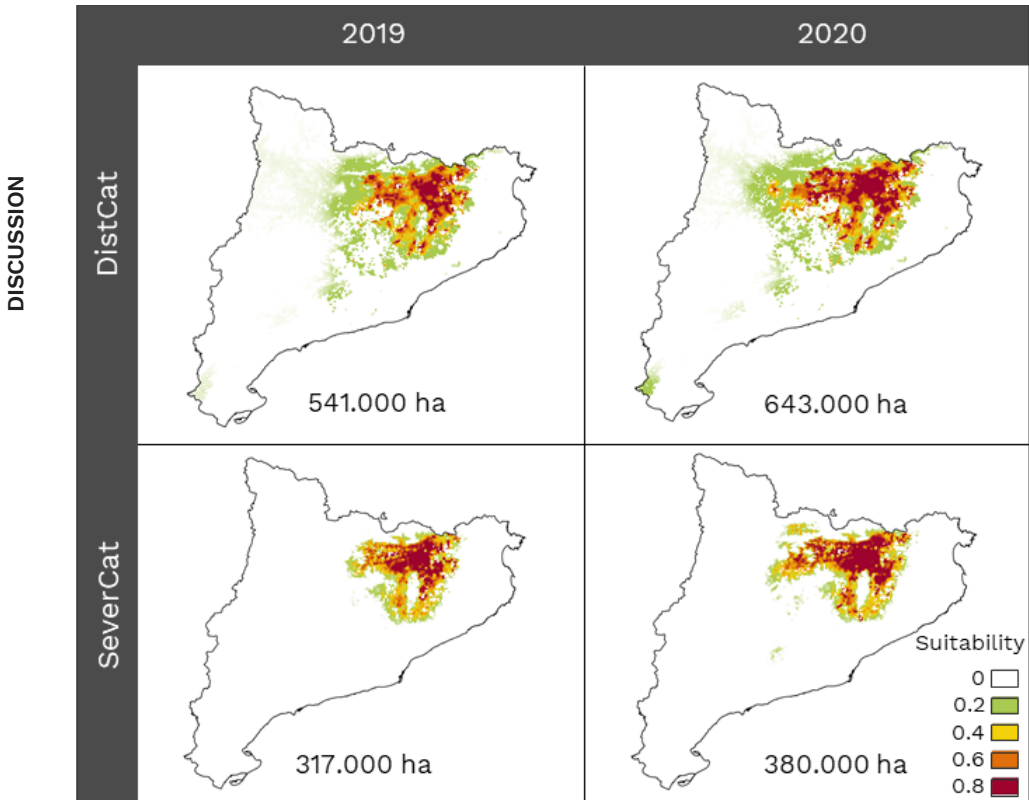 DISCUSSION
2019
2020
DistCat
541.000 ha
643.000 ha
SeverCat
317.000 ha
380.000 ha
Suitability
0
0.2
0.4
0.6
0.8